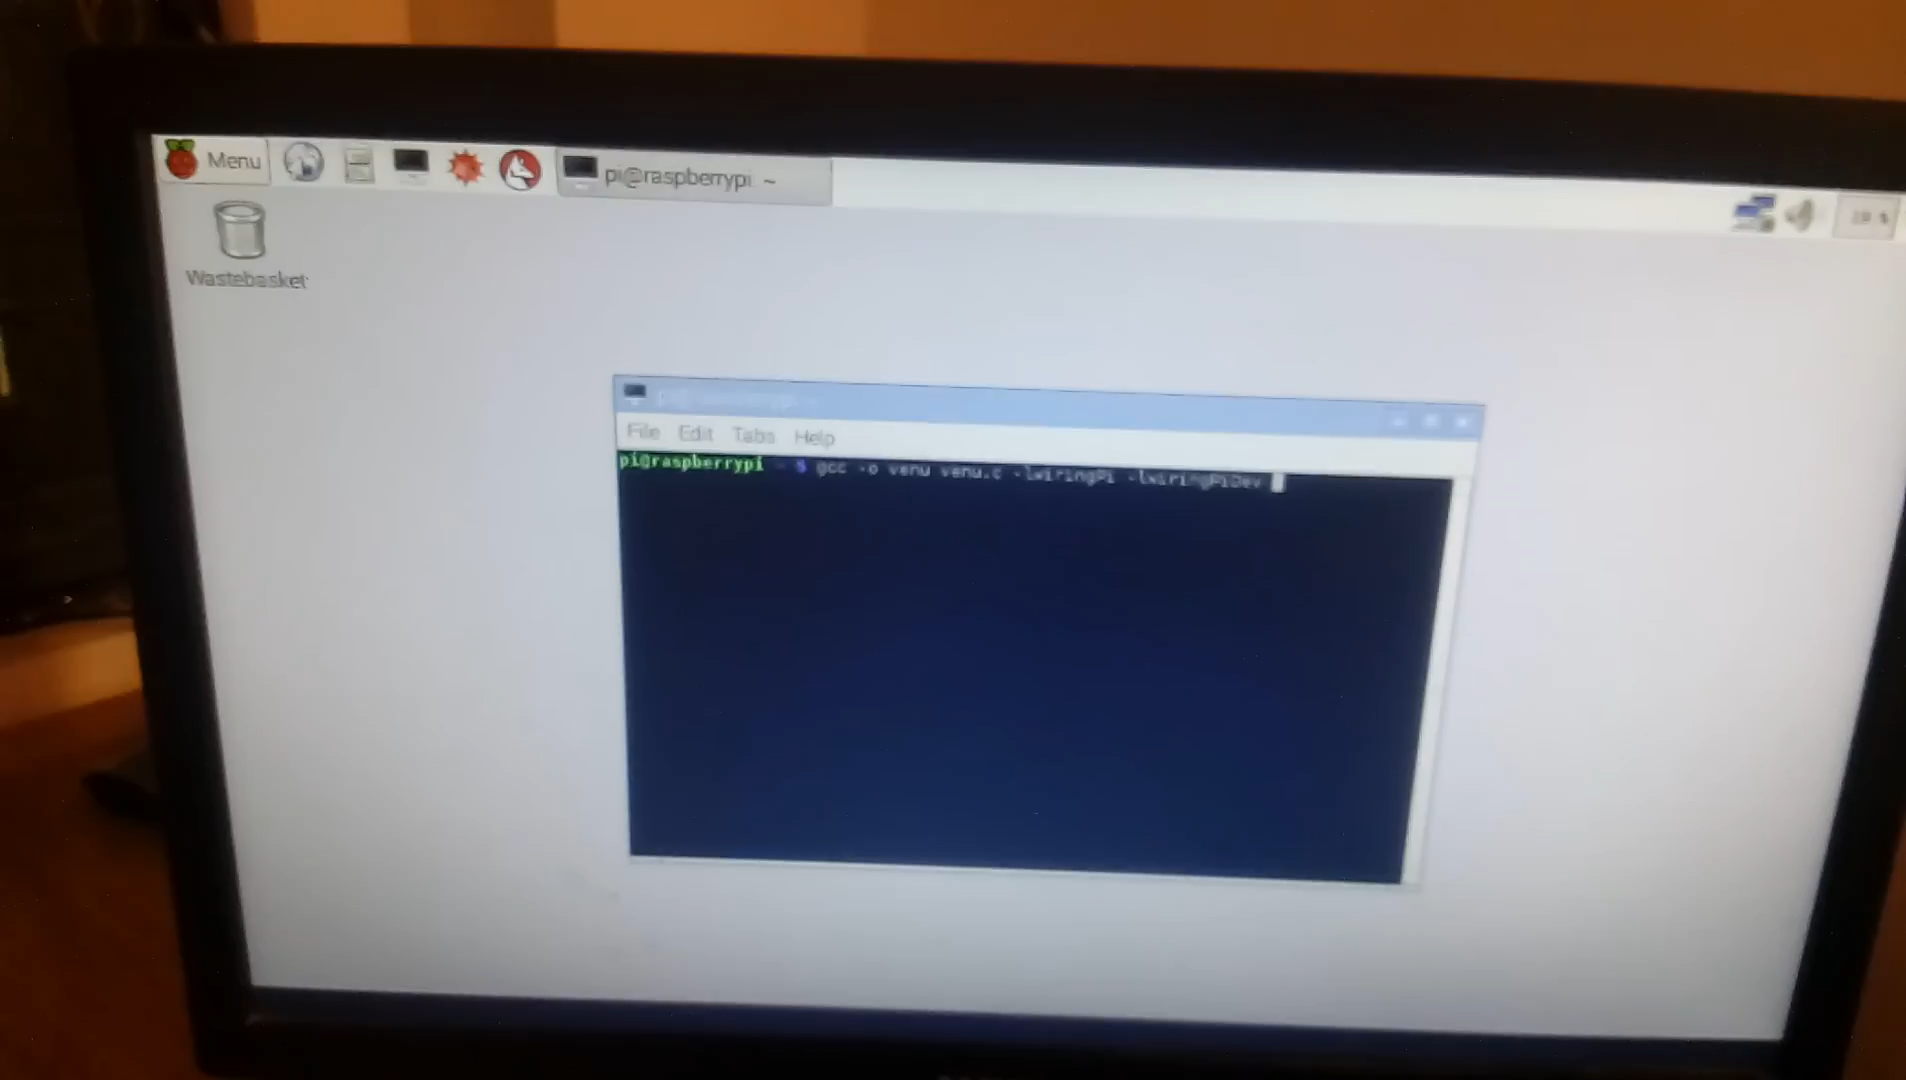 Menu
pi@raspberrypi ~
Wastebasket
File Edit Tabs Help
pi@raspberrypi ~ $ gcc -o venu venu.c -lwiringPi -lwiringPiDev